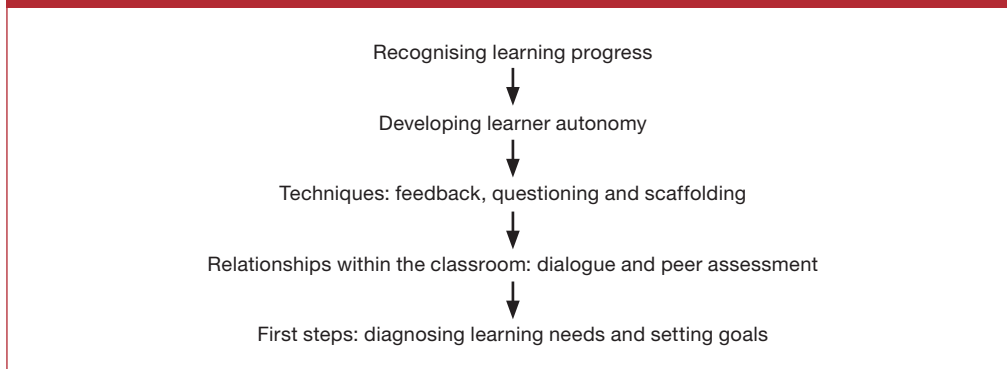 Recognising learning progress
Developing learner autonomy
Techniques: feedback, questioning and scaffolding
Relationships within the classroom: dialogue and peer assessment
First steps: diagnosing learning needs and setting goals